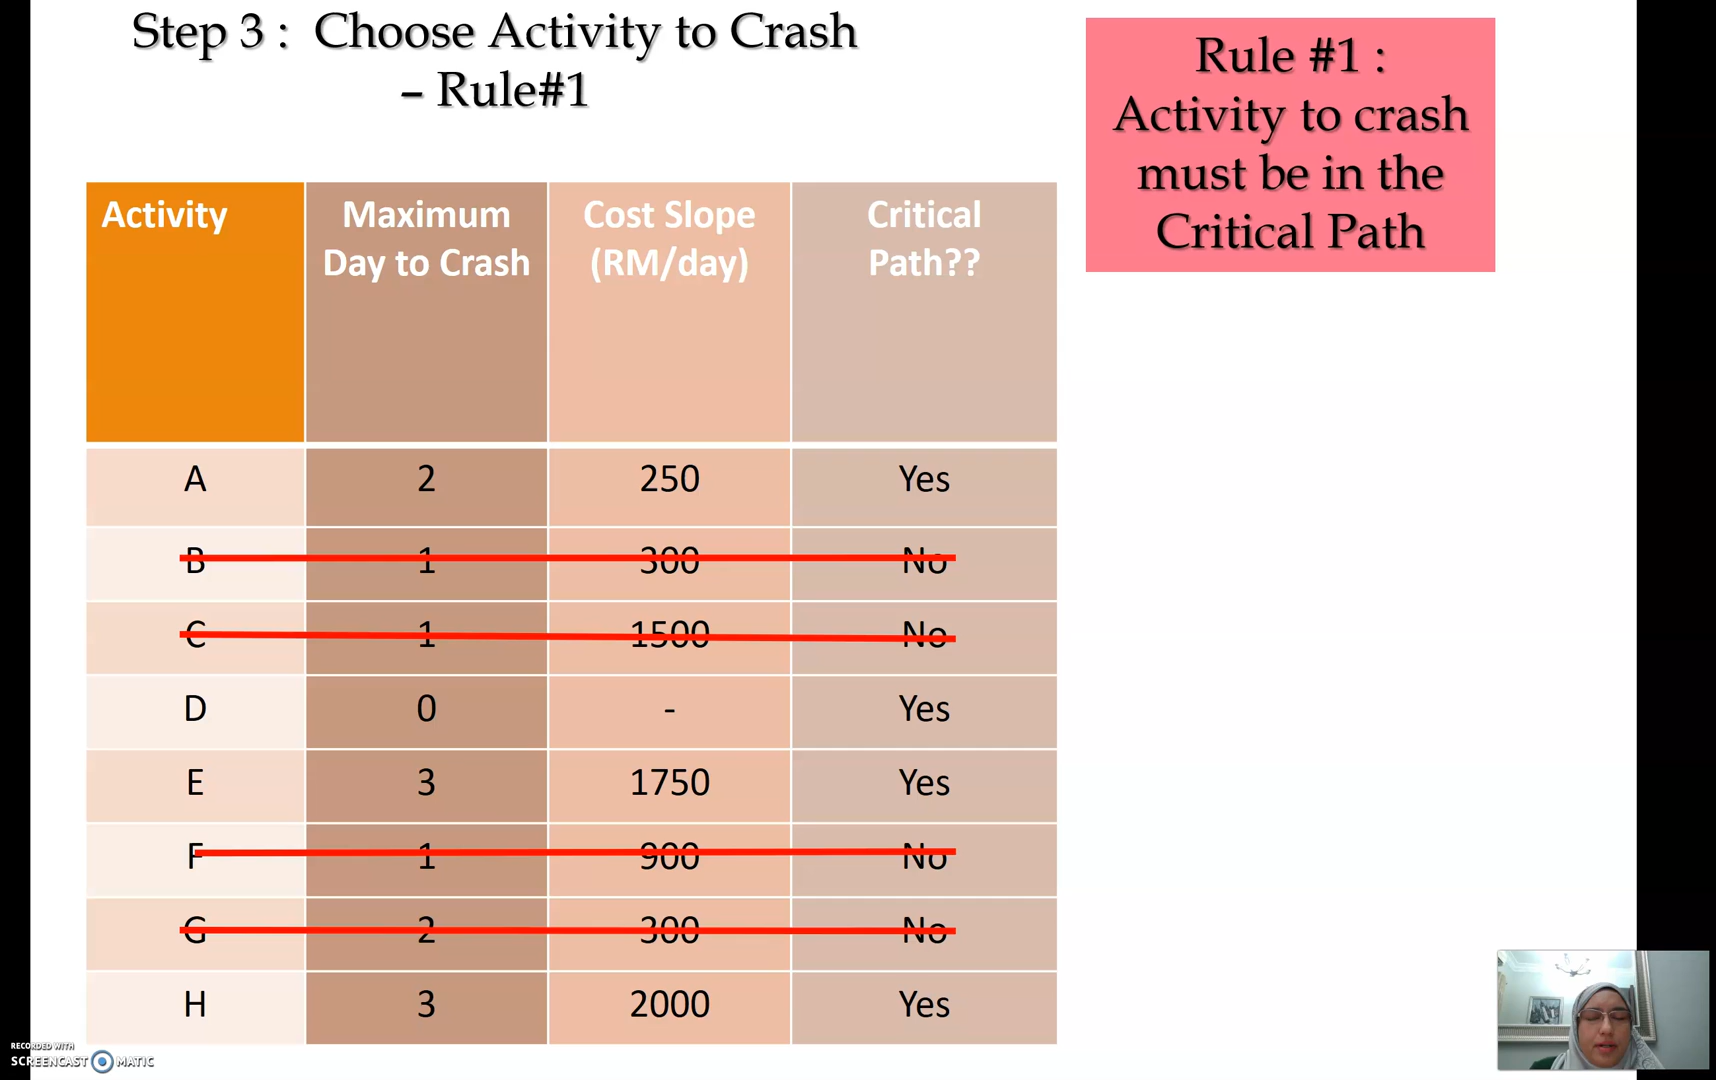 Step 3 :  Choose Activity to Crash
– Rule#1
Rule #1 :
Activity to crash
must be in the
Critical Path
Activity Maximum Day to Crash Cost Slope (RM/day) Critical Path??
A 2 250 Yes
B 1 300 No
C 1 1500 No
D 0 - Yes
E 3 1750 Yes
F 1 900 No
G 2 300 No
H 3 2000 Yes
RECORDED WITH
SCREENCAST MATIC